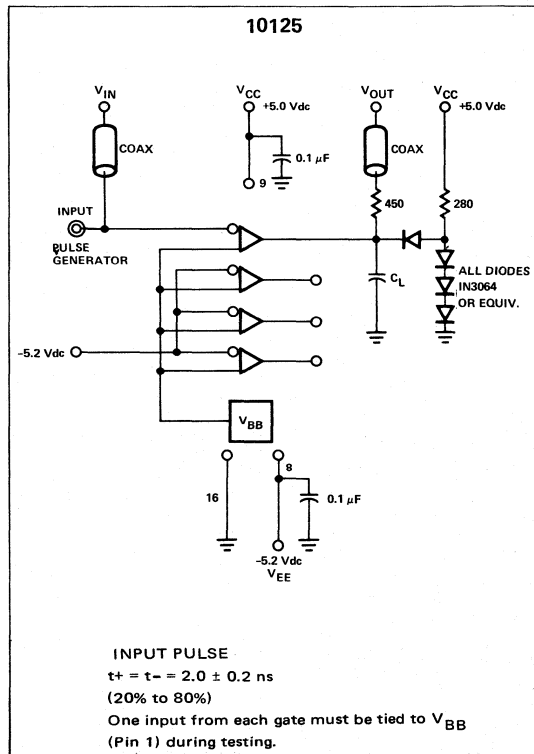 10125
VIN
VCC
+5.0 Vdc
VOUT
VCC
+5.0 Vdc
COAX
0.1 μF
COAX
9
450
280
INPUT
PULSE
GENERATOR
CL
ALL DIODES
IN3064
OR EQUIV.
–5.2 Vdc
VBB
8
16
0.1 μF
–5.2 Vdc
VEE
INPUT PULSE
t+ = t– = 2.0 ± 0.2 ns
(20% to 80%)
One input from each gate must be tied to VBB
(Pin 1) during testing.